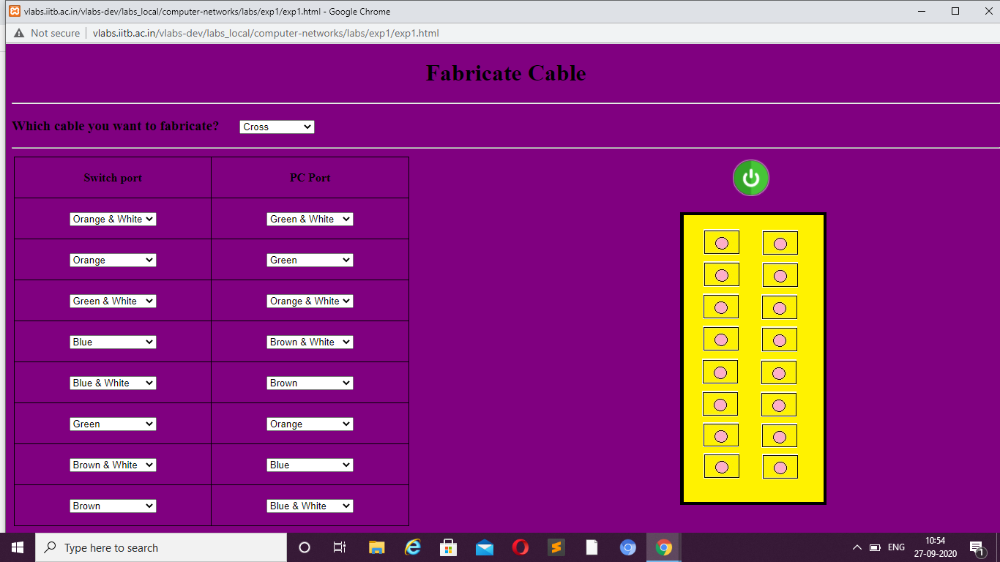 vlabs.iitb.ac.in/vlabs-dev/labs_local/computer-networks/labs/exp1/exp1.html - Google Chrome
Not secure | vlabs.iitb.ac.in/vlabs-dev/labs_local/computer-networks/labs/exp1/exp1.html
Fabricate Cable
Which cable you want to fabricate? Cross
Switch port PC Port
Orange & White Green & White
Orange Green
Green & White Orange & White
Blue Brown & White
Blue & White Brown
Green Orange
Brown & White Blue
Brown Blue & White
Type here to search
ENG
10:54
27-09-2020
1